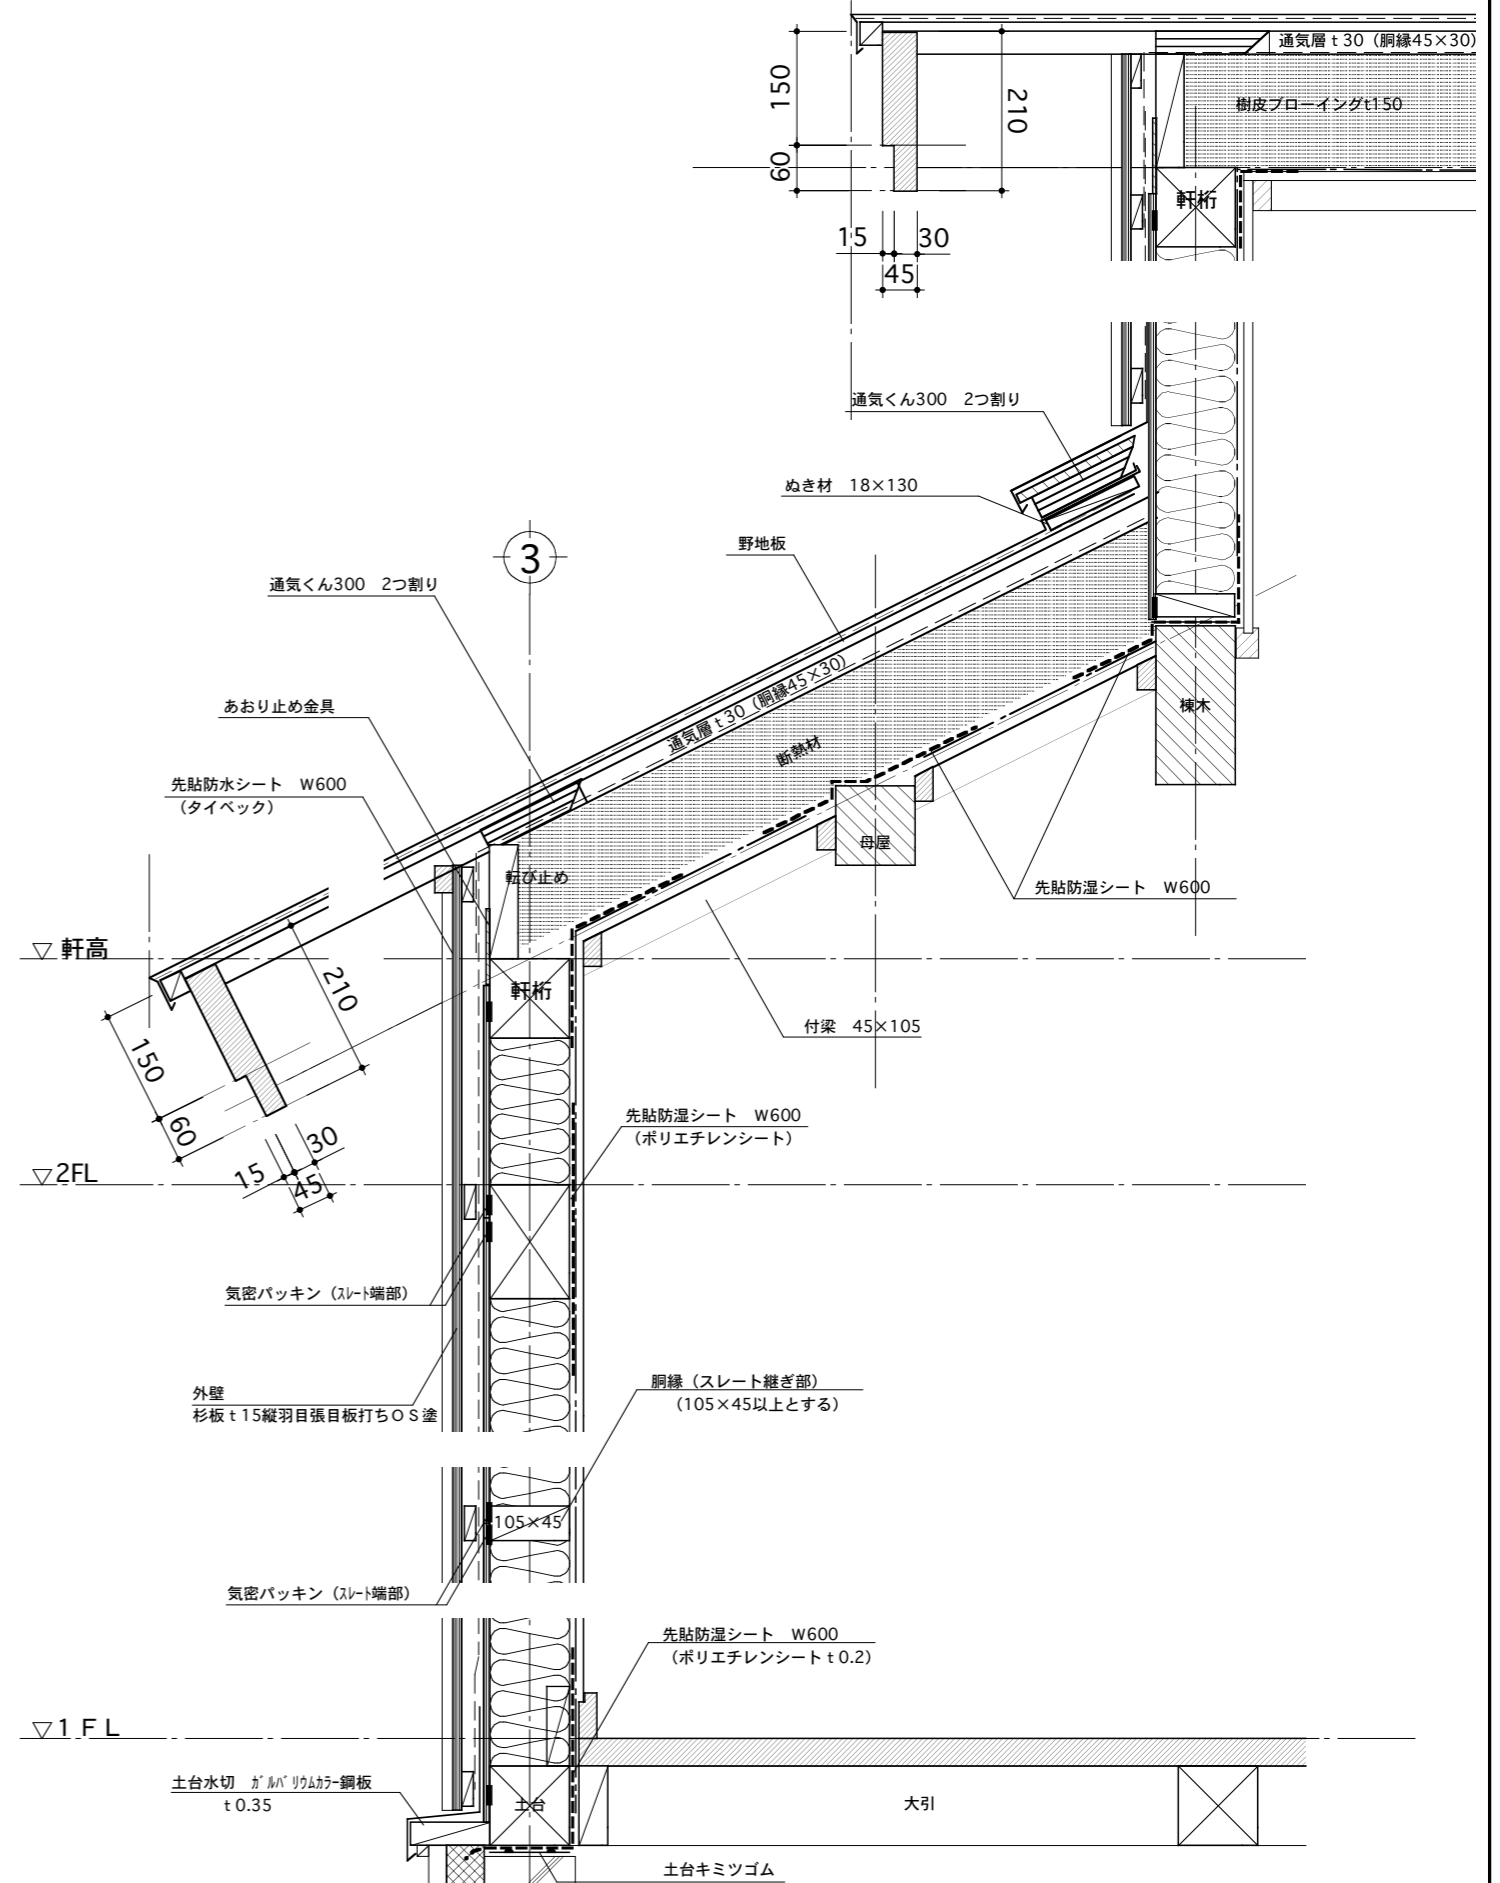 通気層 t 30（胴縁45×30）
150
210
樹皮ブローイングt150
60
軒桁
15
30
45
通気くん300　2つ割り
ぬき材　18×130
野地板
3
通気くん300　2つ割り
通気層 t 30（胴縁45×30）
あおり止め金具
棟木
断熱材
先貼防水シート　W600
（タイベック）
母屋
転び止め
先貼防湿シート　W600
▽ 軒高
210
軒桁
付梁　45×105
150
60
先貼防湿シート　W600
（ポリエチレンシート）
30
15
45
▽2FL
気密パッキン（ｽﾚｰﾄ端部）
胴縁（スレート継ぎ部）
（105×45以上とする）
外壁
杉板 t 15縦羽目張目板打ちＯＳ塗
105×45
気密パッキン（ｽﾚｰﾄ端部）
先貼防湿シート　W600
（ポリエチレンシート t 0.2）
▽1ＦＬ
土台水切　ｶﾞﾙﾊﾞﾘｳﾑｶﾗｰ鋼板
t 0.35
土台
大引
土台キミツゴム